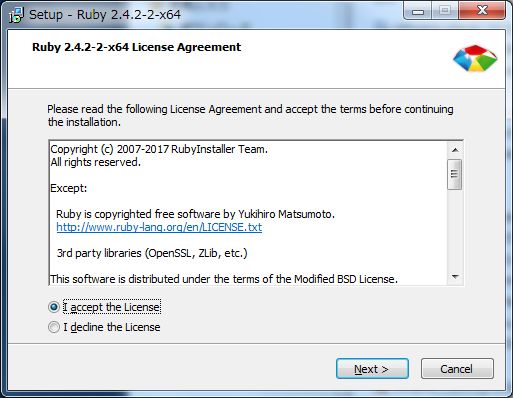 Setup - Ruby 2.4.2-2-x64
Ruby 2.4.2-2-x64 License Agreement
Please read the following License Agreement and accept the terms before continuing
the installation.
Copyright (c) 2007-2017 RubyInstaller Team.
All rights reserved.
Except:
Ruby is copyrighted free software by Yukihiro Matsumoto.
http://www.ruby-lang.org/en/LICENSE.txt
3rd party libraries (OpenSSL, ZLib, etc.)
This software is distributed under the terms of the Modified BSD License.
I accept the License
I decline the License
Next >
Cancel